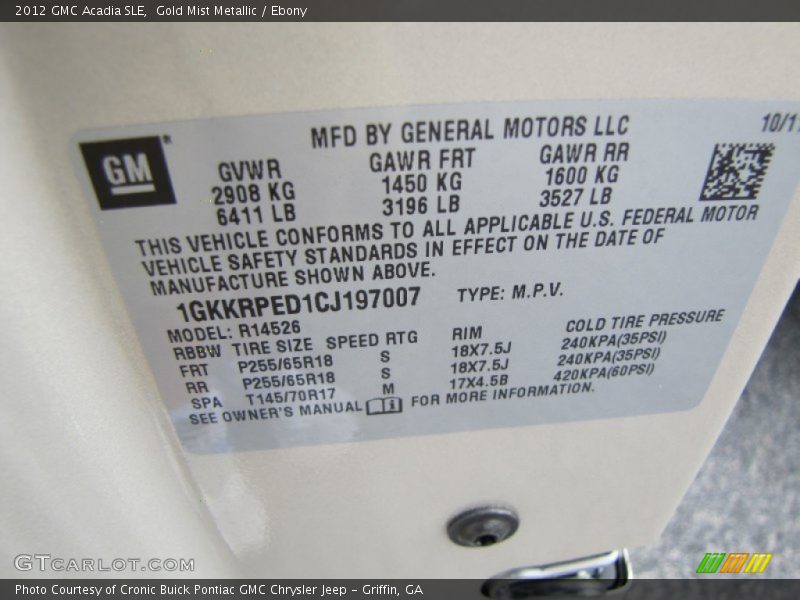 2012 GMC Acadia SLE,  Gold Mist Metallic / Ebony
MFD BY GENERAL MOTORS LLC
10/11
GM
GVWR GAWR FRT GAWR RR
2908 KG 1450 KG 1600 KG
6411 LB 3196 LB 3527 LB
THIS VEHICLE CONFORMS TO ALL APPLICABLE U.S. FEDERAL MOTOR
VEHICLE SAFETY STANDARDS IN EFFECT ON THE DATE OF
MANUFACTURE SHOWN ABOVE.
1GKKRPED1CJ197007 TYPE: M.P.V.
MODEL: R14526
RBBW TIRE SIZE SPEED RTG RIM COLD TIRE PRESSURE
FRT P255/65R18 S 18X7.5J 240KPA(35PSI)
RR P255/65R18 S 18X7.5J 240KPA(35PSI)
SPA T145/70R17 M 17X4.5B 420KPA(60PSI)
SEE OWNER'S MANUAL FOR MORE INFORMATION.
GTCARLOT.COM
Photo Courtesy of Cronic Buick Pontiac GMC Chrysler Jeep - Griffin, GA